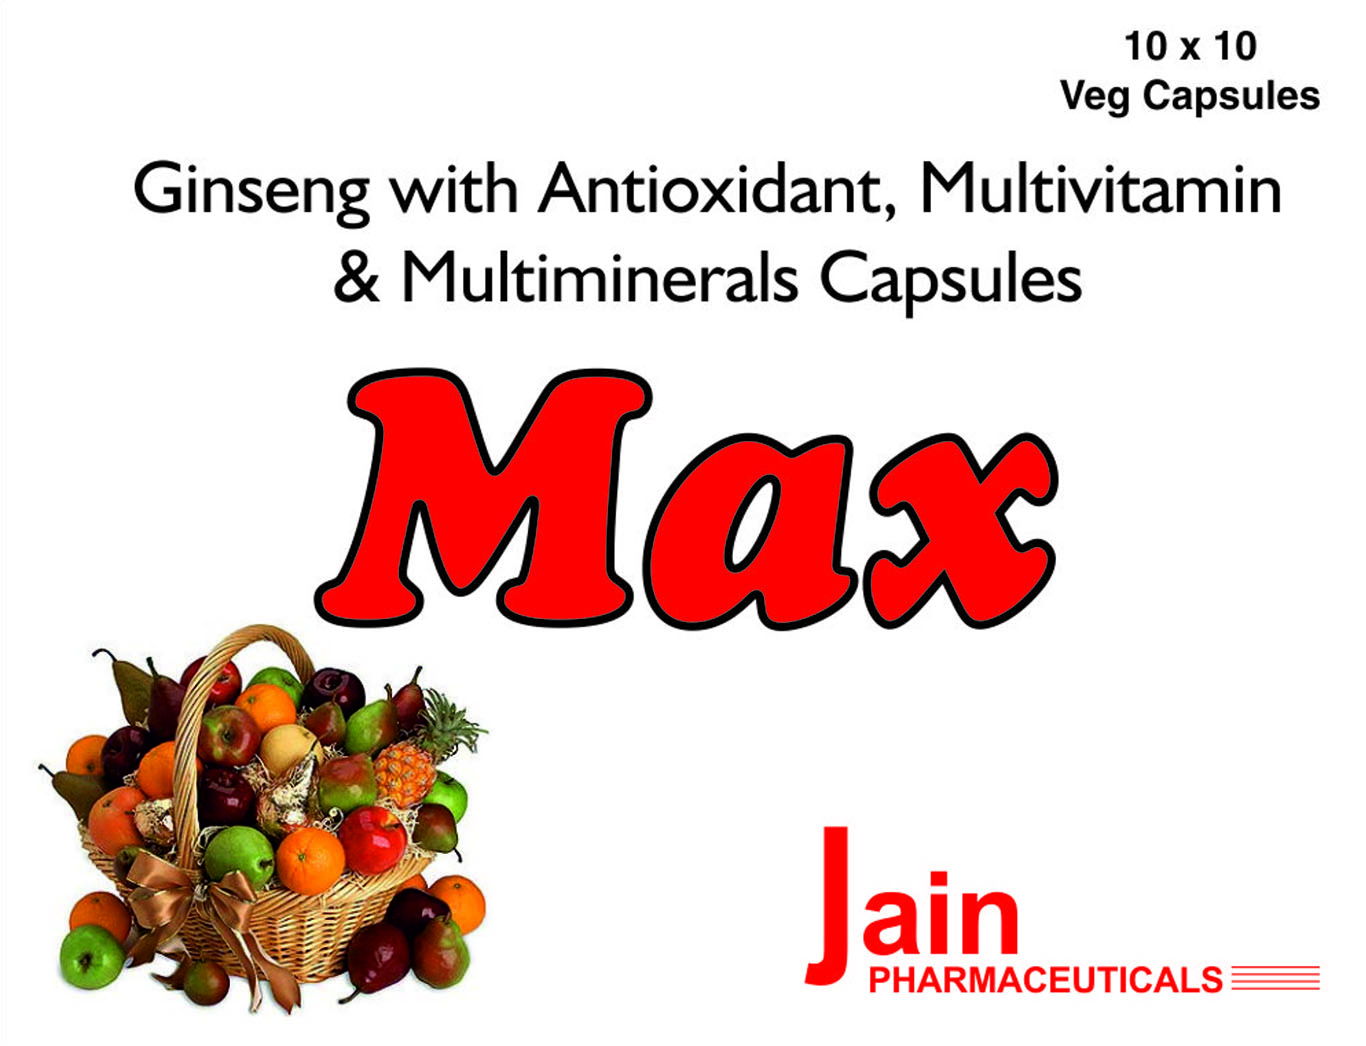 10 x 10
Veg Capsules
Ginseng with Antioxidant, Multivitamin
& Multiminerals Capsules
Max
Jain
PHARMACEUTICALS